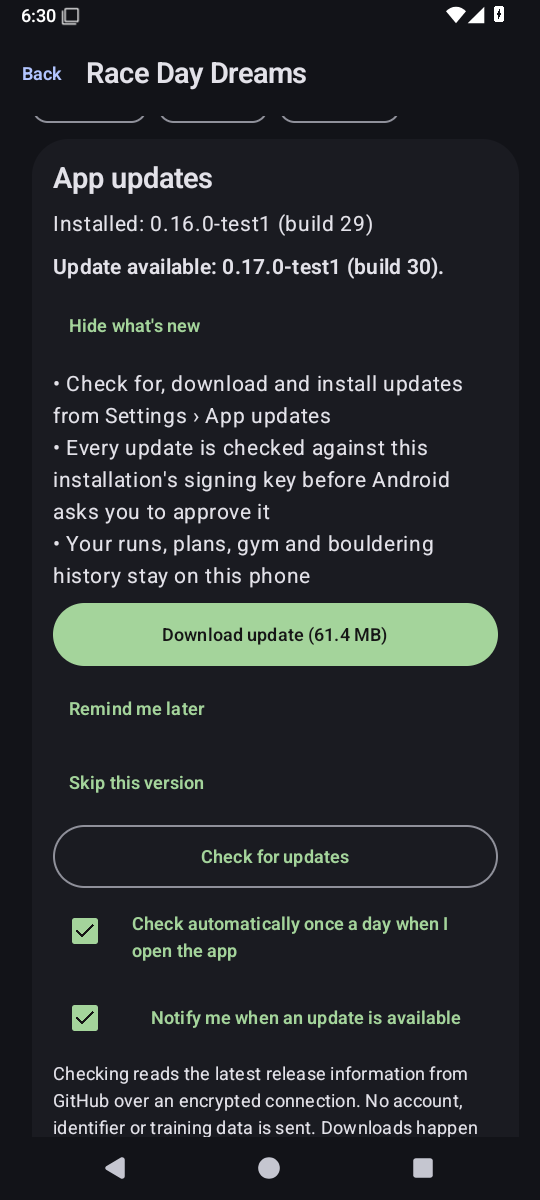 6:30
Back
Race Day Dreams
App updates
Installed: 0.16.0-test1 (build 29)
Update available: 0.17.0-test1 (build 30).
Hide what's new
• Check for, download and install updates
from Settings › App updates
• Every update is checked against this
installation's signing key before Android
asks you to approve it
• Your runs, plans, gym and bouldering
history stay on this phone
Download update (61.4 MB)
Remind me later
Skip this version
Check for updates
Check automatically once a day when I
open the app
Notify me when an update is available
Checking reads the latest release information from
GitHub over an encrypted connection. No account,
identifier or training data is sent. Downloads happen